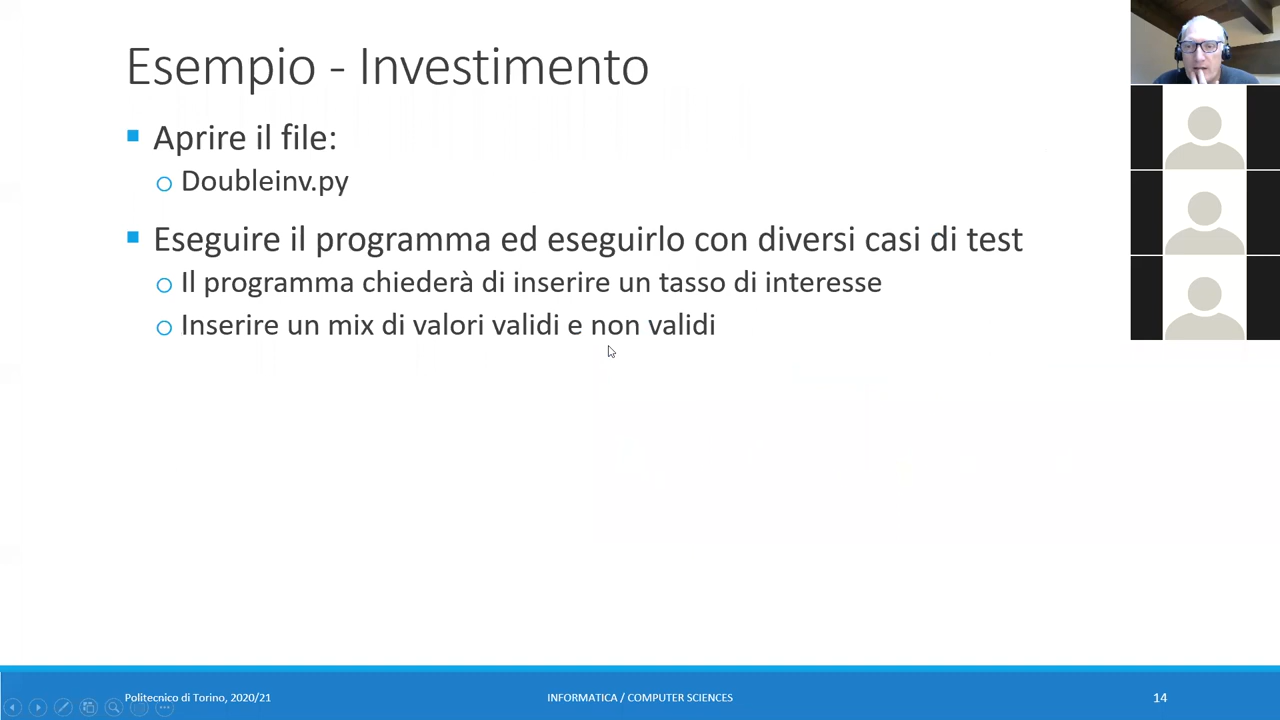 Esempio - Investimento
Aprire il file:
Doubleinv.py
Eseguire il programma ed eseguirlo con diversi casi di test
Il programma chiederà di inserire un tasso di interesse
Inserire un mix di valori validi e non validi
Politecnico di Torino, 2020/21
INFORMATICA / COMPUTER SCIENCES
14